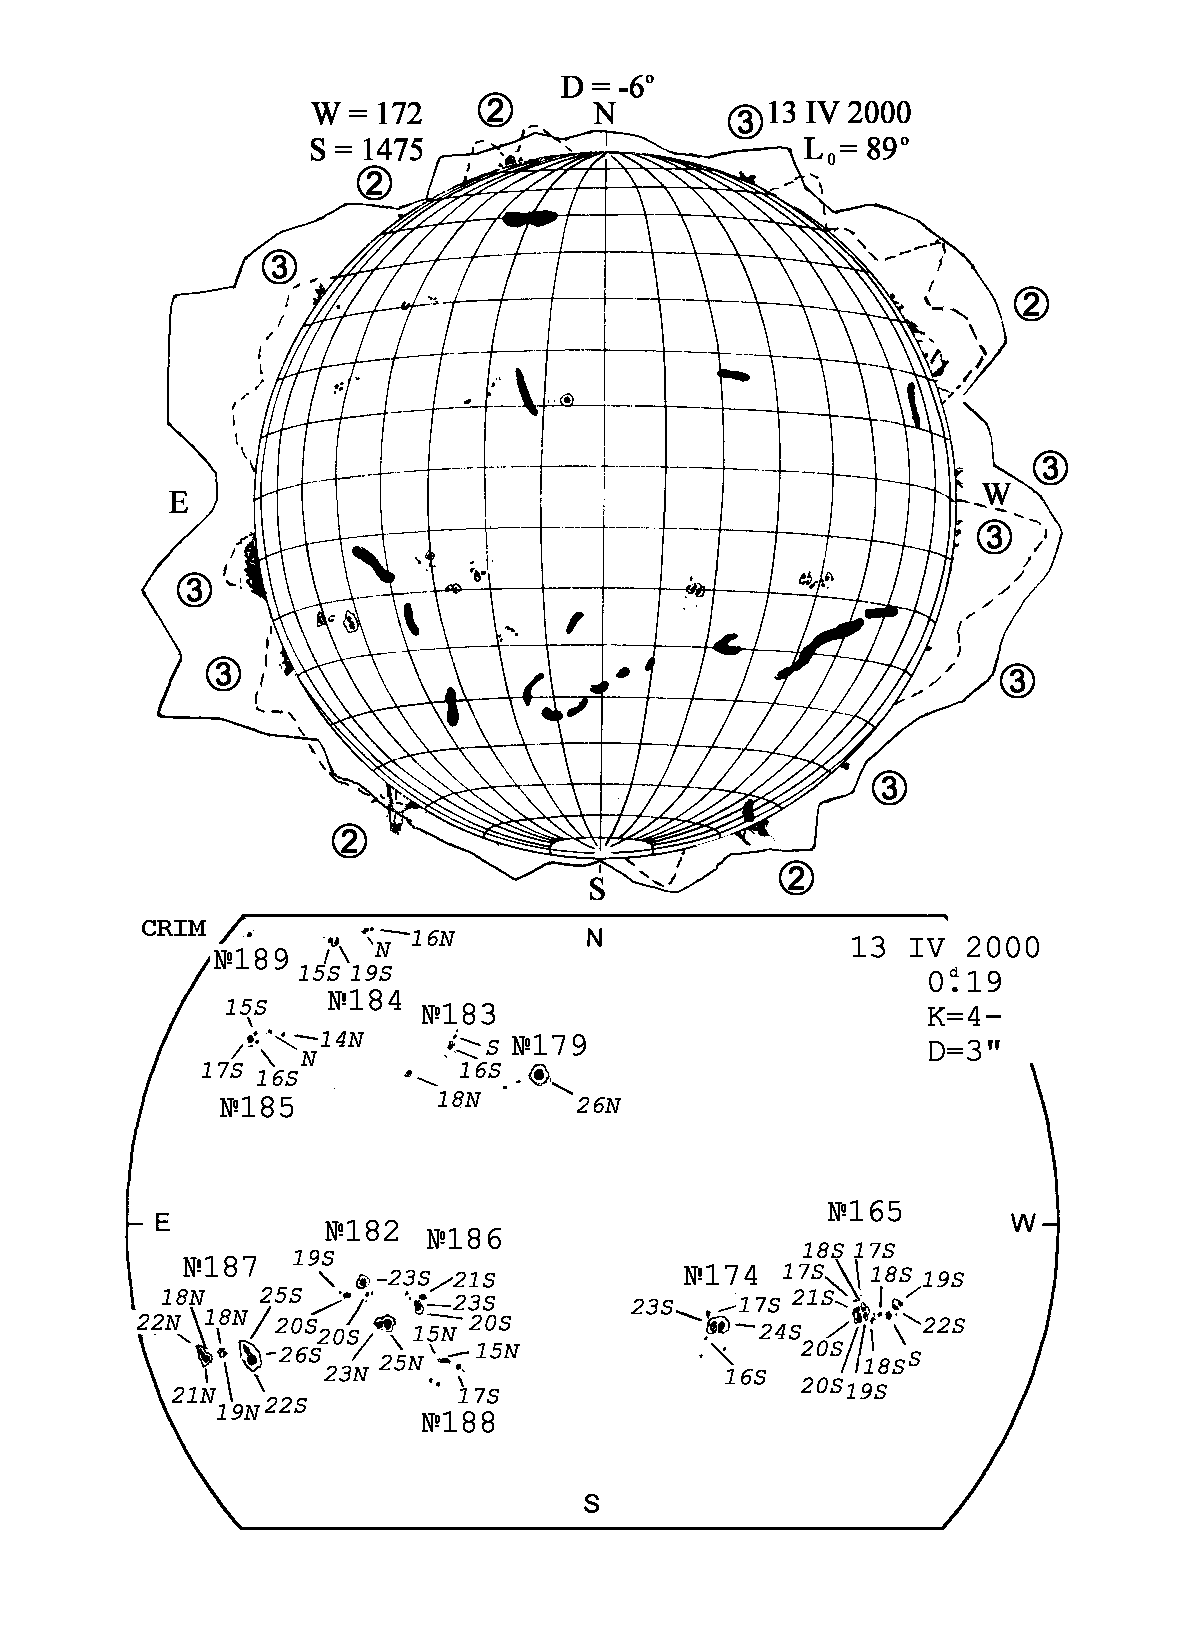 D = -6°
W = 172 ② N ③ 13 IV 2000
S = 1475 L₀ = 89°
②
③
②
③
E W
③
③
③ ③
③
②
②
S
CRIM
16N
N
N
№189
15S 19S
13 IV 2000
0ᵈ.19
K=4-
D=3"
№184
15S
№183
14N
N
S
№179
17S
16S
16S
18N
26N
№185
E
W
№165
№182
№186
18S 17S
19S
№187
23S
21S
№174
17S
18S
19S
18N
25S
23S
21S
22N
18N
20S
20S
20S
23S
17S
24S
22S
15N
15N
20S
26S
23N
25N
16S
18S
S
21N
19N
22S
17S
20S
19S
№188
S